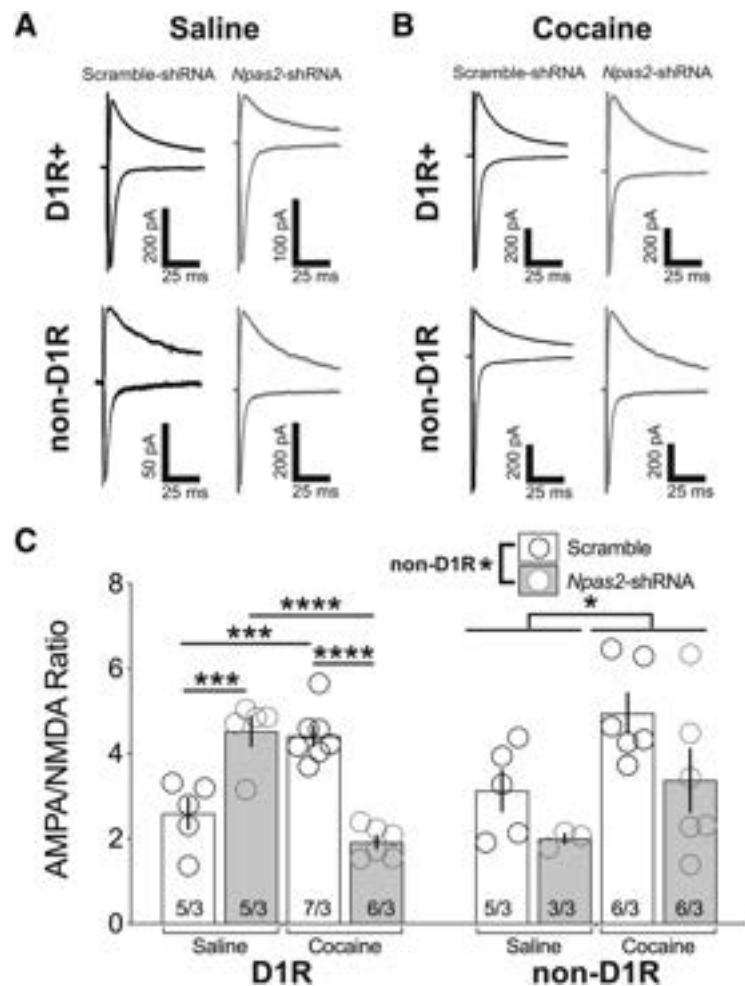 A Saline
B Cocaine
Scramble-shRNA Npas2-shRNA
Scramble-shRNA Npas2-shRNA
D1R+
200 pA
25 ms
100 pA
25 ms
200 pA
25 ms
200 pA
25 ms
non-D1R
50 pA
25 ms
200 pA
25 ms
200 pA
25 ms
200 pA
25 ms
C
non-D1R *
Scramble
Npas2-shRNA
AMPA/NMDA Ratio
8
6
4
2
0
****
***
****
***
*
5/3 5/3 7/3 6/3 5/3 3/3 6/3 6/3
Saline Cocaine Saline Cocaine
D1R non-D1R